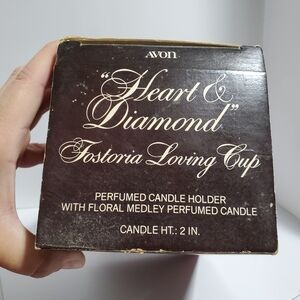 AVON
"Heart &
Diamond"
Fostoria Loving Cup
PERFUMED CANDLE HOLDER
WITH FLORAL MEDLEY PERFUMED CANDLE
CANDLE HT.: 2 IN.